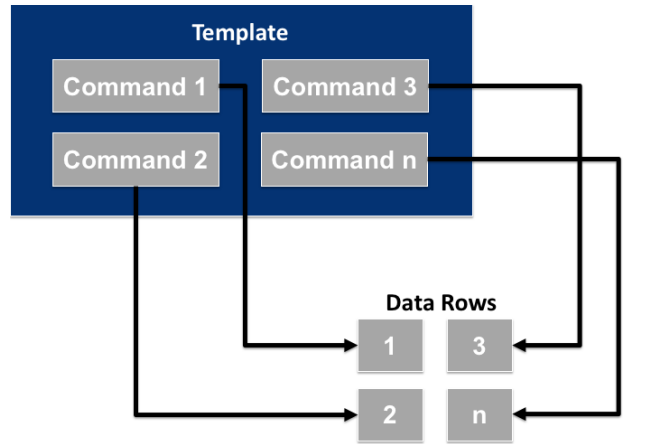 Template
Command 1
Command 3
Command 2
Command n
Data Rows
1
3
2
n